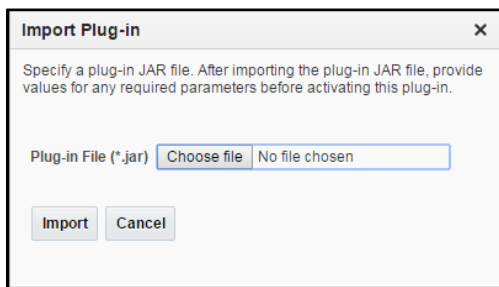 Import Plug-in
Specify a plug-in JAR file. After importing the plug-in JAR file, provide
values for any required parameters before activating this plug-in.
Plug-in File (*.jar) Choose file No file chosen
Import Cancel